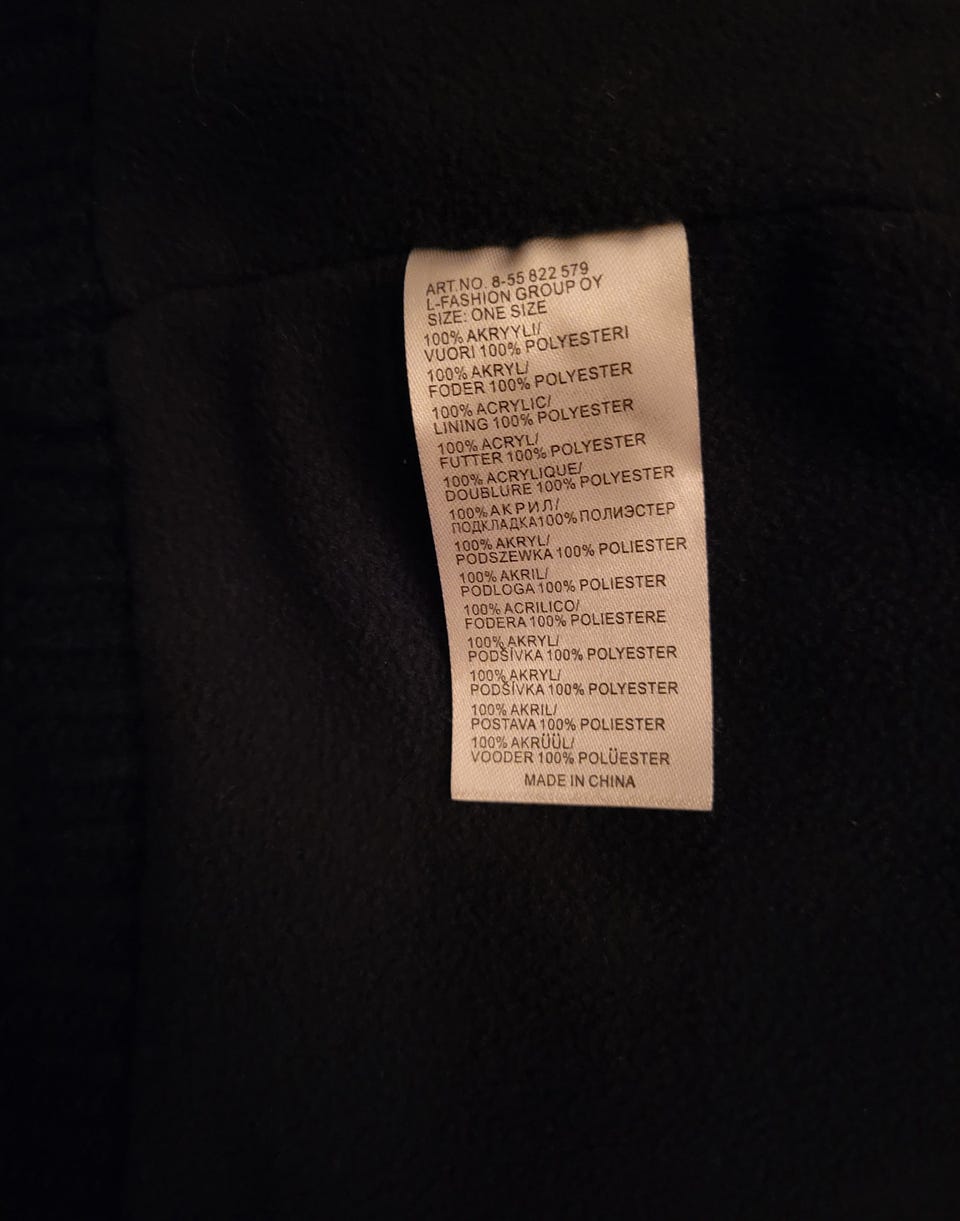 ART.NO. 8-55 822 579
L-FASHION GROUP OY
SIZE: ONE SIZE
100% AKRYYLI/
VUORI 100% POLYESTERI
100% AKRYL/
FODER 100% POLYESTER
100% ACRYLIC/
LINING 100% POLYESTER
100% ACRYL/
FUTTER 100% POLYESTER
100% ACRYLIQUE/
DOUBLURE 100% POLYESTER
100% АКРИЛ/
ПОДКЛАДКА100% ПОЛИЭСТЕР
100% AKRYL/
PODSZEWKA 100% POLIESTER
100% AKRIL/
PODLOGA 100% POLIESTER
100% ACRILICO/
FODERA 100% POLIESTERE
100% AKRYL/
PODŠÍVKA 100% POLYESTER
100% AKRYL/
PODŠÍVKA 100% POLYESTER
100% AKRIL/
POSTAVA 100% POLIESTER
100% AKRÜÜL/
VOODER 100% POLÜESTER
MADE IN CHINA